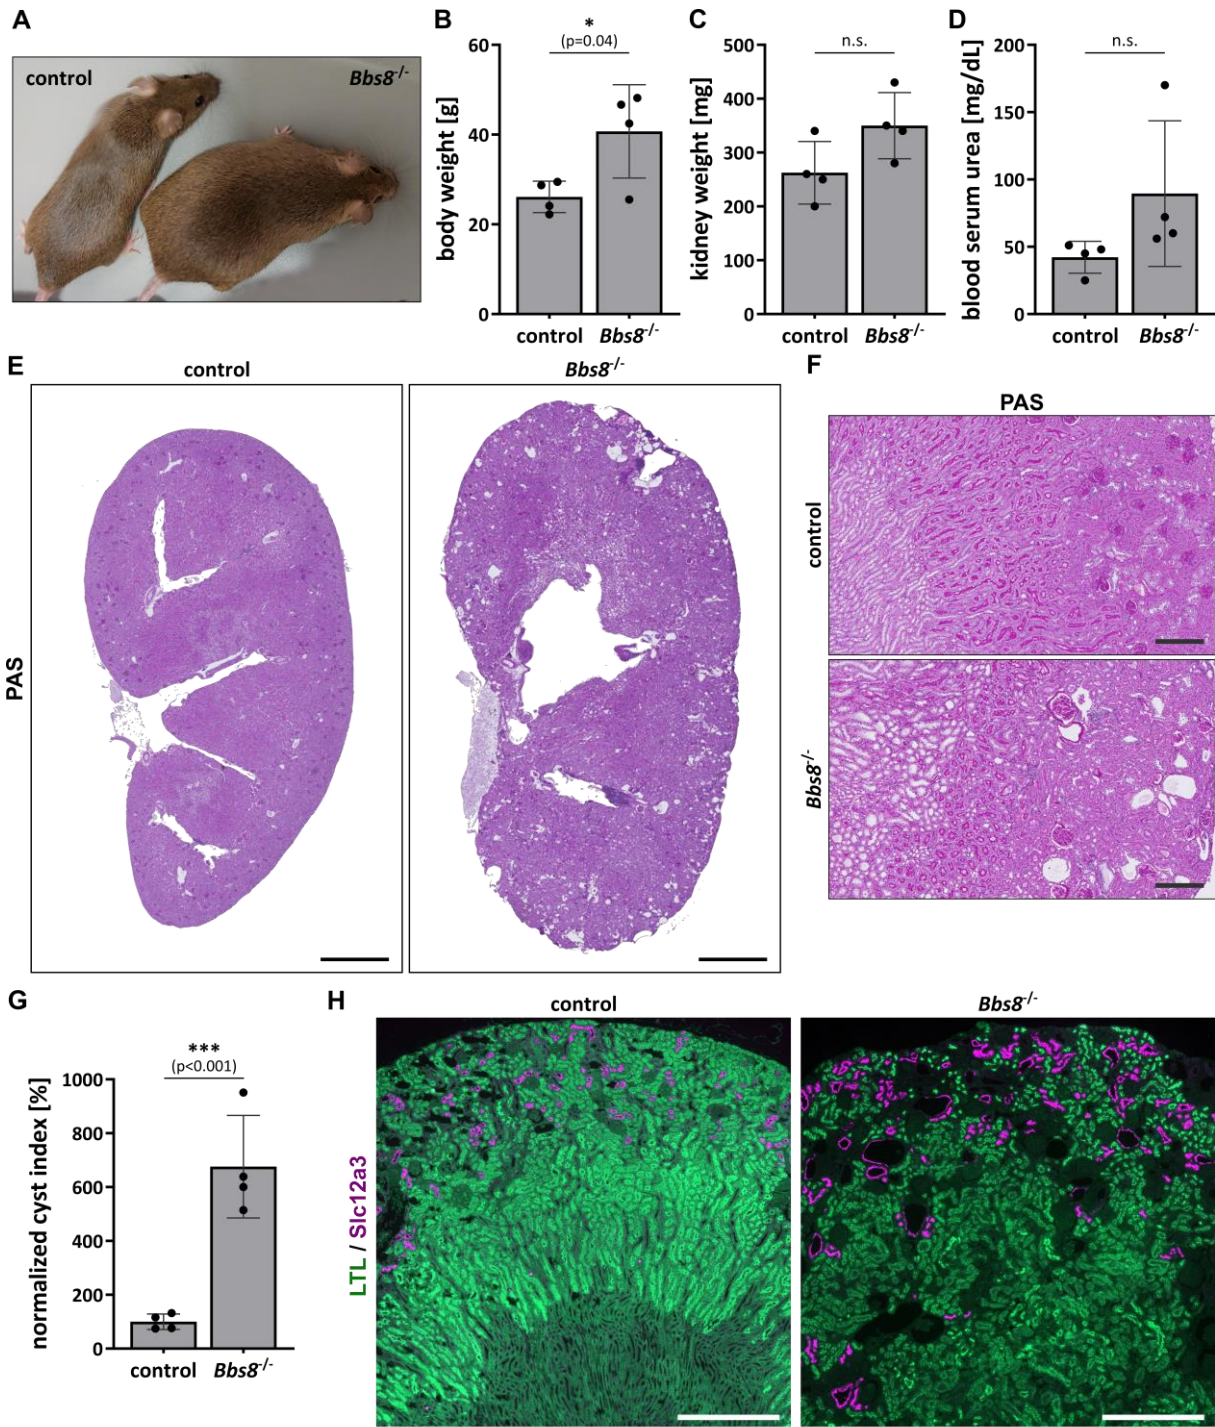 A
control
Bbs8-/-
B
*
(p=0.04)
body weight [g]
60
40
20
0
control
Bbs8-/-
C
n.s.
kidney weight [mg]
500
400
300
200
100
0
control
Bbs8-/-
D
n.s.
blood serum urea [mg/dL]
200
150
100
50
0
control
Bbs8-/-
E
control
Bbs8-/-
PAS
F
PAS
control
Bbs8-/-
G
***
(p<0.001)
normalized cyst index [%]
1000
800
600
400
200
0
control
Bbs8-/-
H
control
Bbs8-/-
LTL / Slc12a3